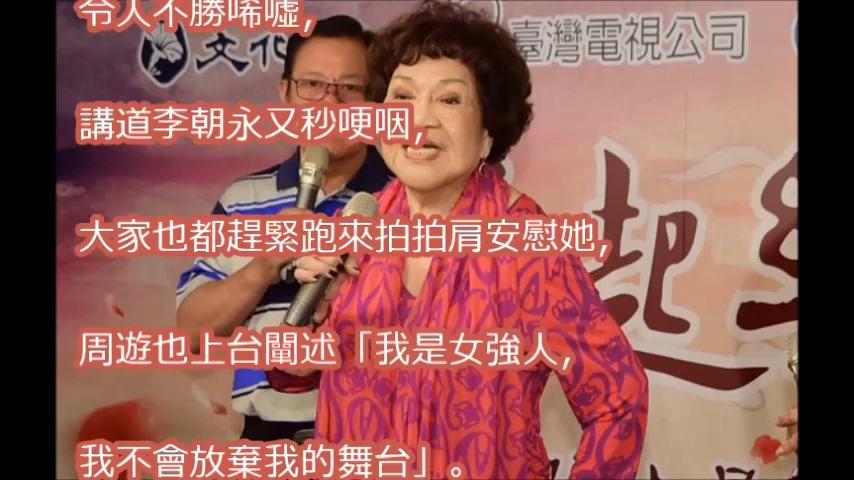 令人不勝唏噓，
文化
臺灣電視公司
講道李朝永又秒哽咽，
大家也都趕緊跑來拍拍肩安慰她，
起
周遊也上台闡述「我是女強人，
我不會放棄我的舞台」。